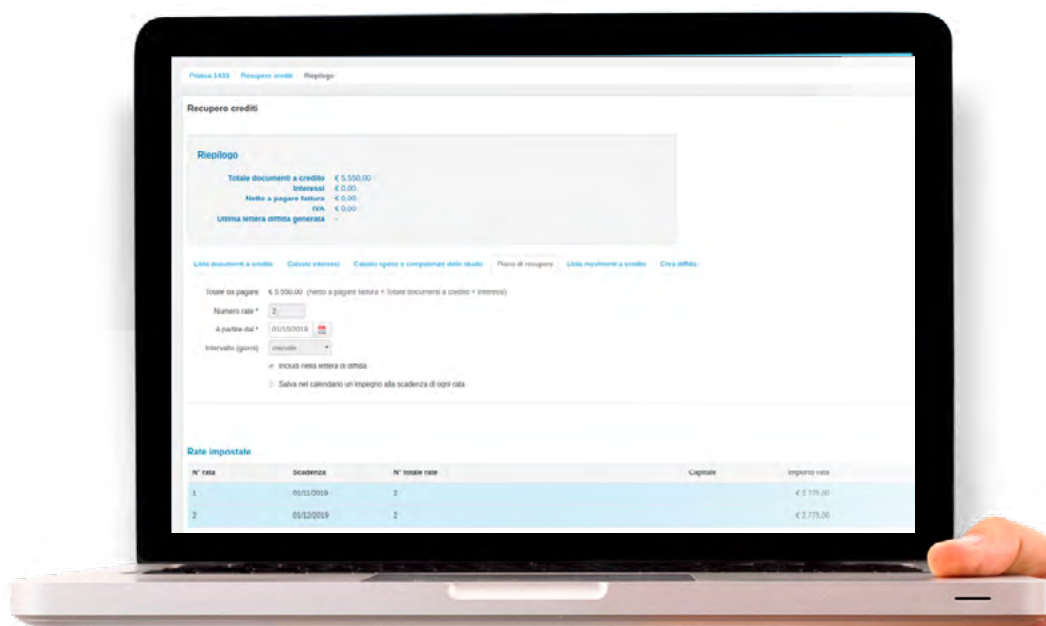 Pratica 1433 Recupero crediti Riepilogo
Recupero crediti
Riepilogo
Totale documenti a credito € 5.550,00
Interessi € 0,00
Netto a pagare fattura € 0,00
IVA € 0,00
Ultima lettera diffida generata -
Lista documenti a credito Calcolo interessi Calcolo spese e competenze dello studio Piano di recupero Lista movimenti a credito Crea diffida
Totale da pagare € 5.550,00 (Netto a pagare fattura + Totale documenti a credito + Interessi)
Numero rate * 2
A partire dal * 01/10/2019
Intervallo (giorni) mensile
Includi nella lettera di diffida
Salva nel calendario un impegno alla scadenza di ogni rata
Rate impostate
N° rata Scadenza N° totale rate Capitale Importo rata
1 01/11/2019 2 € 2.775,00
2 01/12/2019 2 € 2.775,00